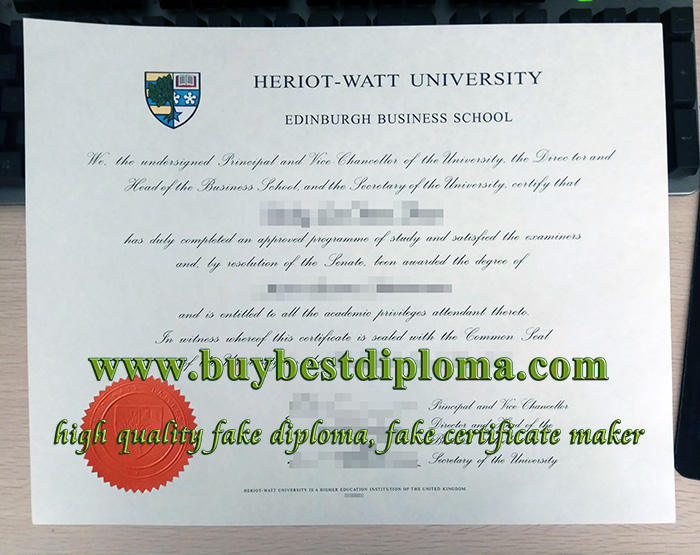 HERIOT-WATT UNIVERSITY
EDINBURGH BUSINESS SCHOOL
We, the undersigned Principal and Vice-Chancellor of the University, the Director and
Head of the Business School, and the Secretary of the University, certify that
has duly completed an approved programme of study and satisfied the examiners
and, by resolution of the Senate, been awarded the degree of
and is entitled to all the academic privileges attendant thereto.
In witness whereof this certificate is sealed with the Common Seal
www.buybestdiploma.com
Principal and Vice Chancellor
Director and of the
high quality fake diploma, fake certificate maker
Secretary of the University
HERIOT-WATT UNIVERSITY IS A HIGHER EDUCATION INSTITUTION OF THE UNITED KINGDOM